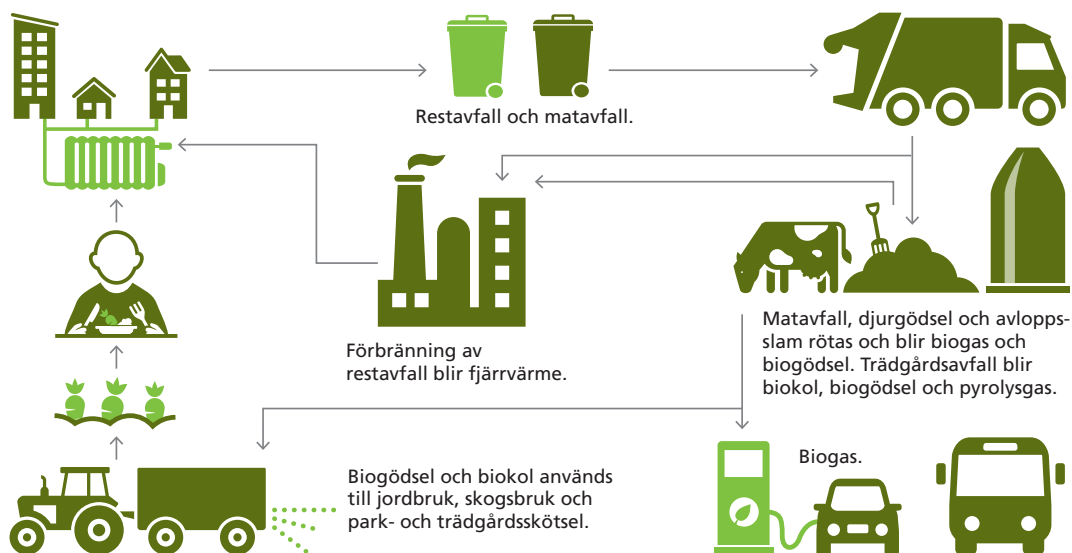 Restavfall och matavfall.
Förbränning av
restavfall blir fjärrvärme.
Matavfall, djurgödsel och avlopps-
slam rötas och blir biogas och
biogödsel. Trädgårdsavfall blir
biokol, biogödsel och pyrolysgas.
Biogödsel och biokol används
till jordbruk, skogsbruk och
park- och trädgårdsskötsel.
Biogas.